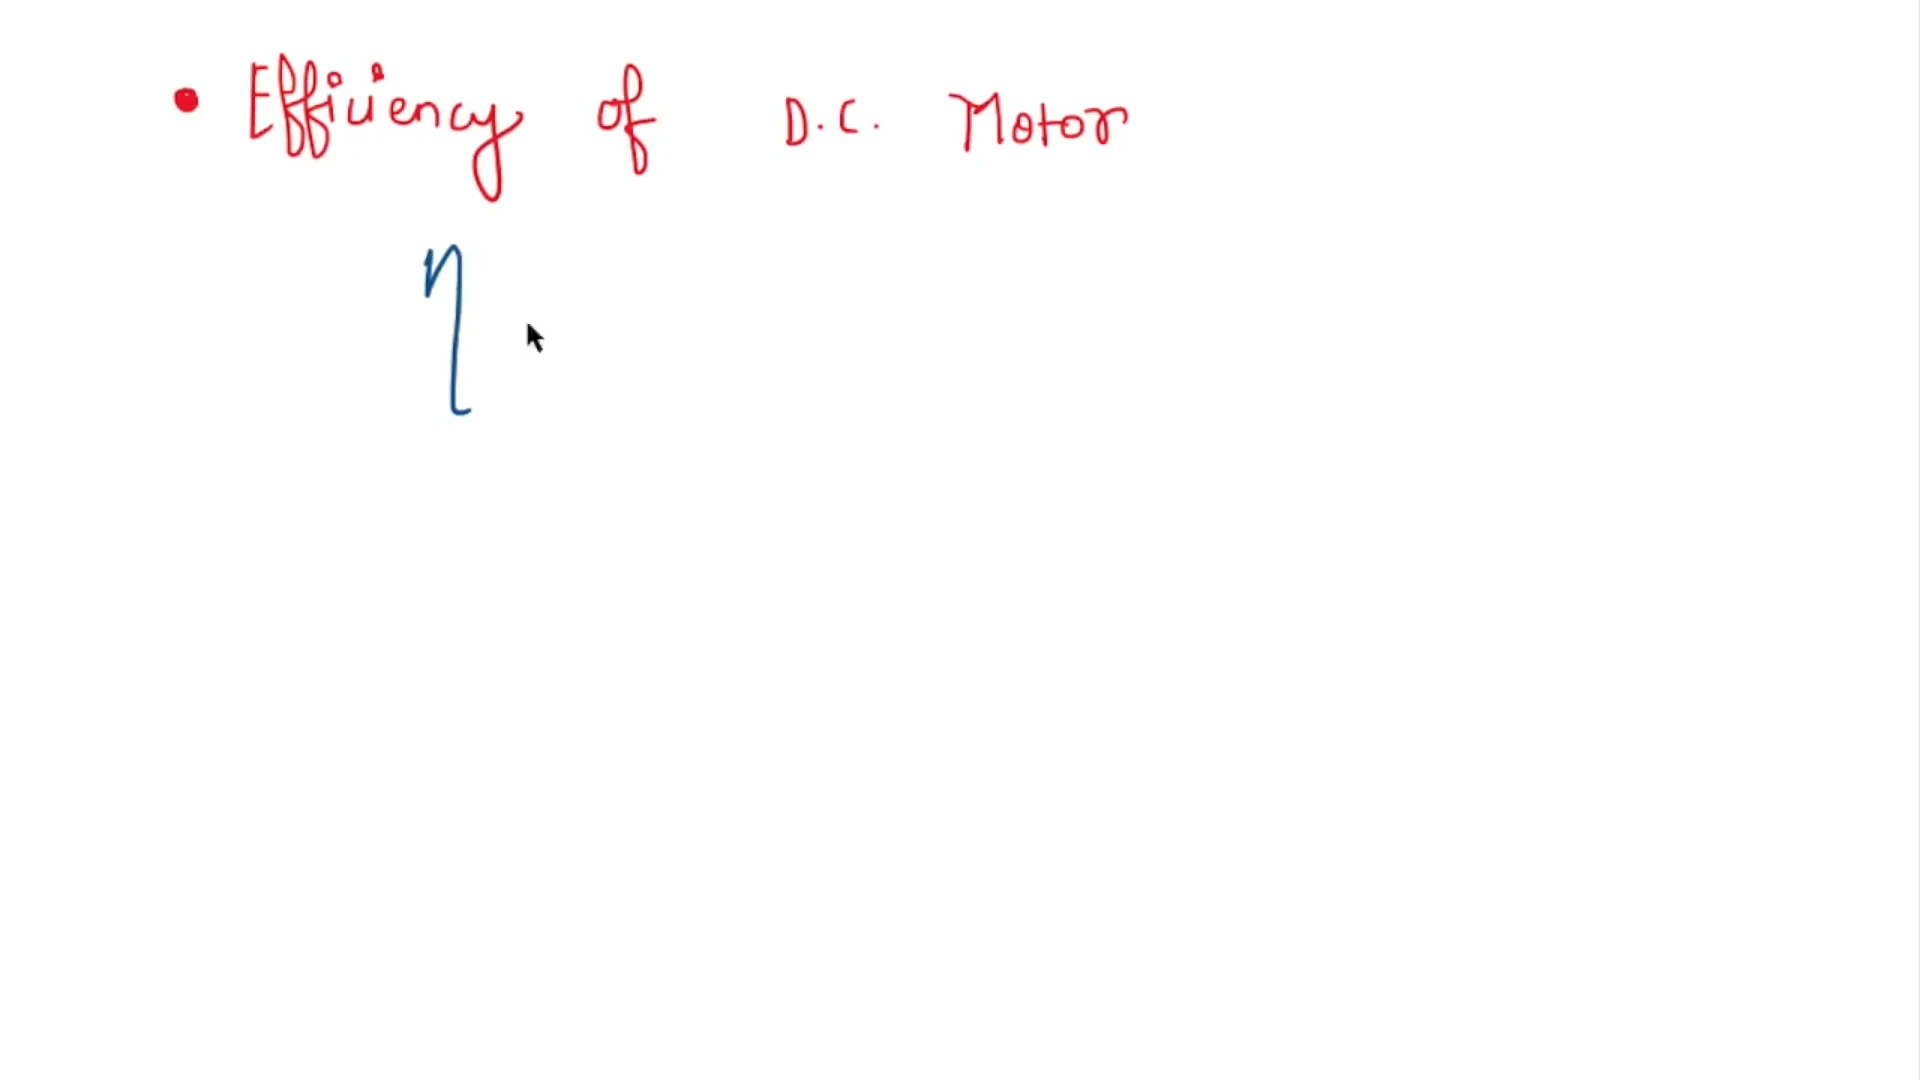 • Efficiency of D.C. Motor
η